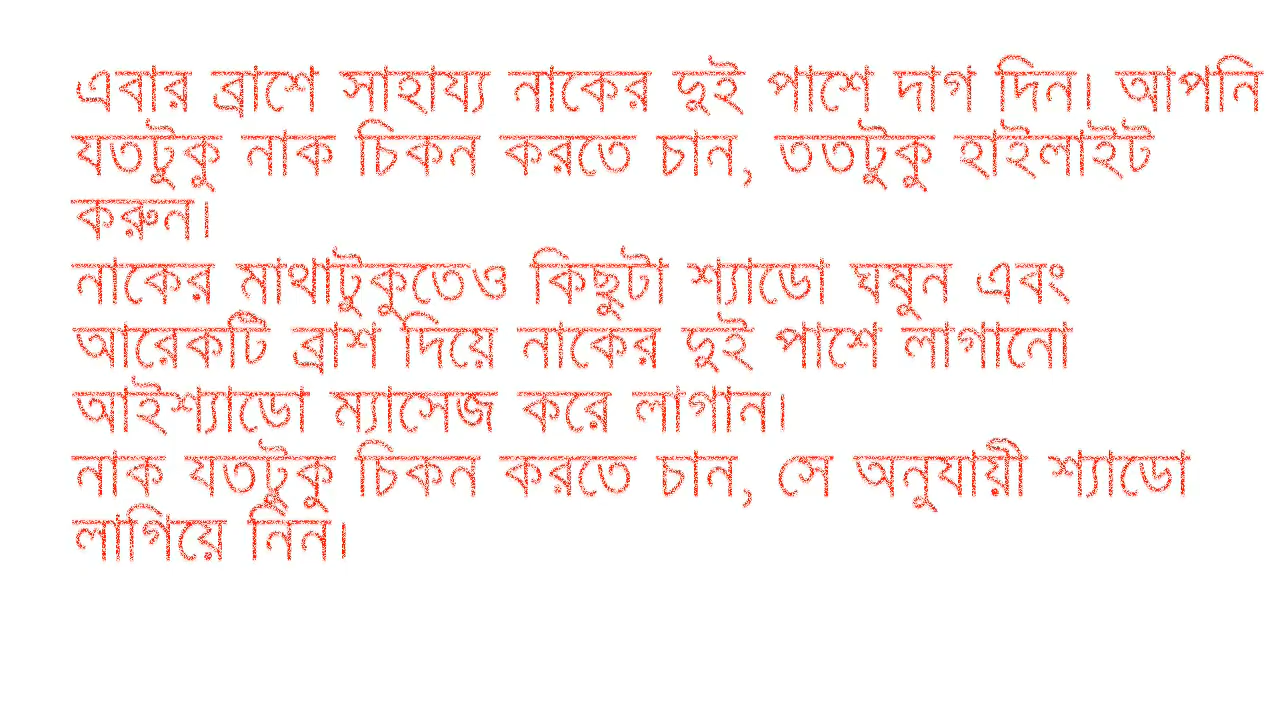 এবার ব্রাশে সাহায্য নাকের দুই পাশে দাগ দিন। আপনি
যতটুকু নাক চিকন করতে চান, ততটুকু হাইলাইট
করুন।
নাকের মাথাটুকুতেও কিছুটা শ্যাডো ঘষুন এবং
আরেকটি ব্রাশ দিয়ে নাকের দুই পাশে লাগানো
আইশ্যাডো ম্যাসেজ করে লাগান।
নাক যতটুকু চিকন করতে চান, সে অনুযায়ী শ্যাডো
লাগিয়ে নিন।